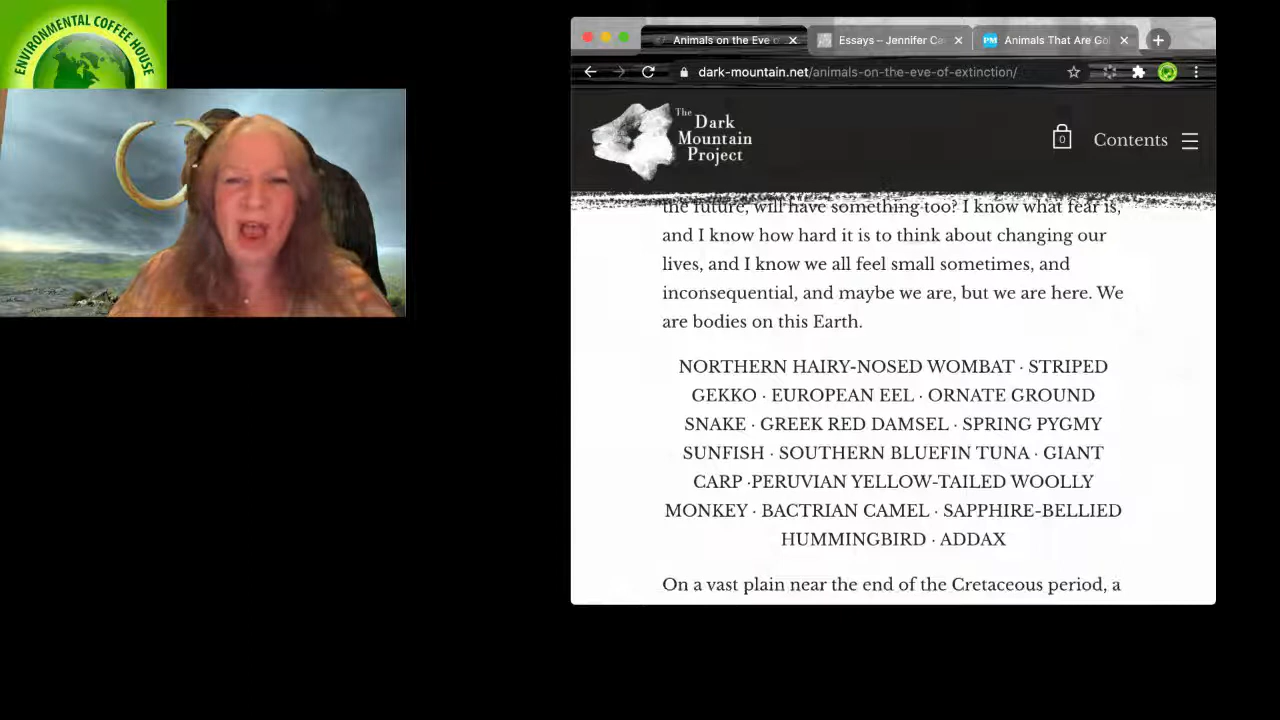 ENVIRONMENTAL COFFEE HOUSE
Animals on the Eve o
Essays – Jennifer Ca
Animals That Are Goi
dark-mountain.net/animals-on-the-eve-of-extinction/
The
Dark
Mountain
Project
0
Contents
the future, will have something too? I know what fear is,
and I know how hard it is to think about changing our
lives, and I know we all feel small sometimes, and
inconsequential, and maybe we are, but we are here. We
are bodies on this Earth.
NORTHERN HAIRY-NOSED WOMBAT · STRIPED
GEKKO · EUROPEAN EEL · ORNATE GROUND
SNAKE · GREEK RED DAMSEL · SPRING PYGMY
SUNFISH · SOUTHERN BLUEFIN TUNA · GIANT
CARP ·PERUVIAN YELLOW-TAILED WOOLLY
MONKEY · BACTRIAN CAMEL · SAPPHIRE-BELLIED
HUMMINGBIRD · ADDAX
On a vast plain near the end of the Cretaceous period, a